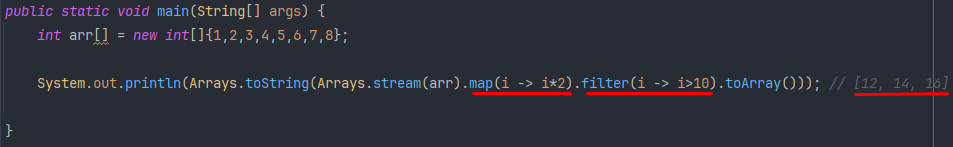 public static void main(String[] args) {
int arr[] = new int[]{1,2,3,4,5,6,7,8};
System.out.println(Arrays.toString(Arrays.stream(arr).map(i -> i*2).filter(i -> i>10).toArray())); // [12, 14, 16]
}